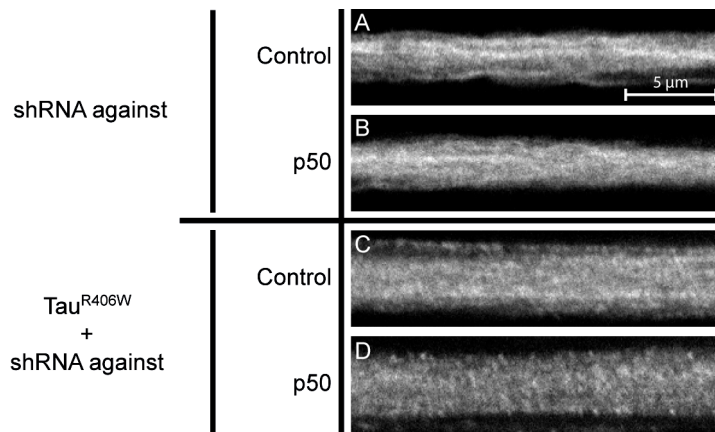 shRNA against
Control
A
5 µm
p50
B
Tau^R406W
+
shRNA against
Control
C
p50
D